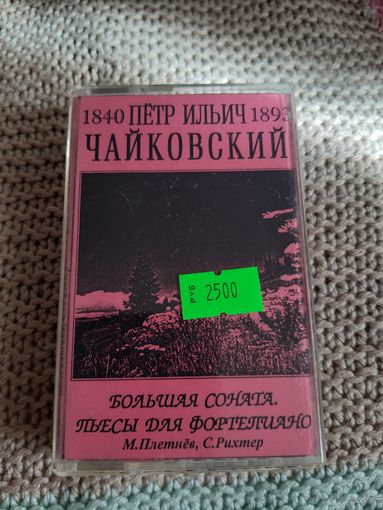 1840 ПЁТР ИЛЬИЧ 1893
ЧАЙКОВСКИЙ
РУБ 2500
БОЛЬШАЯ СОНАТА.
ПЬЕСЫ ДЛЯ ФОРТЕПИАНО
М.Плетнёв, С.Рихтер